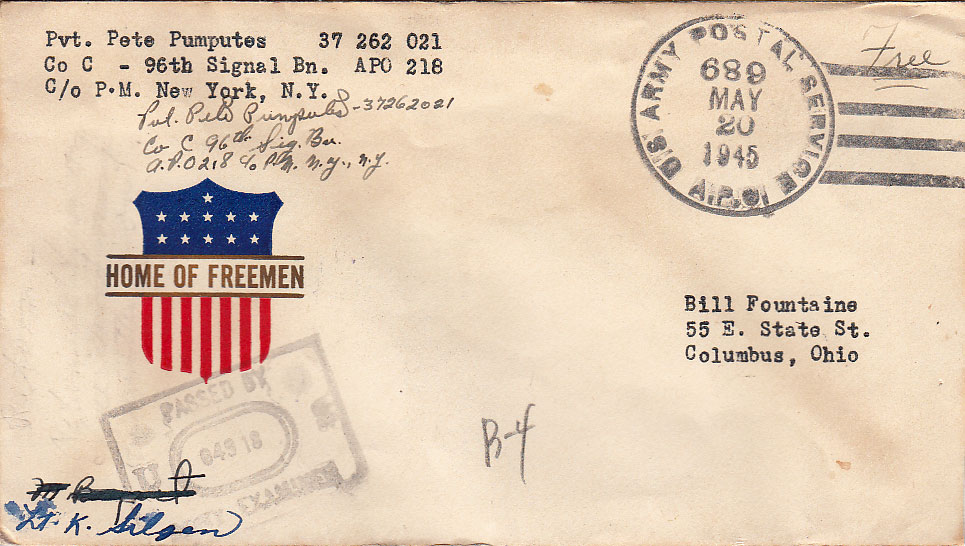 Pvt. Pete Pumputes 37 262 021
Co C - 96th Signal Bn. APO 218
C/o P.M. New York, N.Y.
Pvt. Pete Pumputes - 37262021
Co C 96th Sig. Bn.
A.P.O 218 c/o P.M. N.Y., N.Y.
U.S. ARMY POSTAL SERVICE
A.P.O.
689
MAY
20
1945
Free
HOME OF FREEMEN
Bill Fountaine
55 E. State St.
Columbus, Ohio
PASSED BY
U S
EXAMINER
B-4
Lt. K.